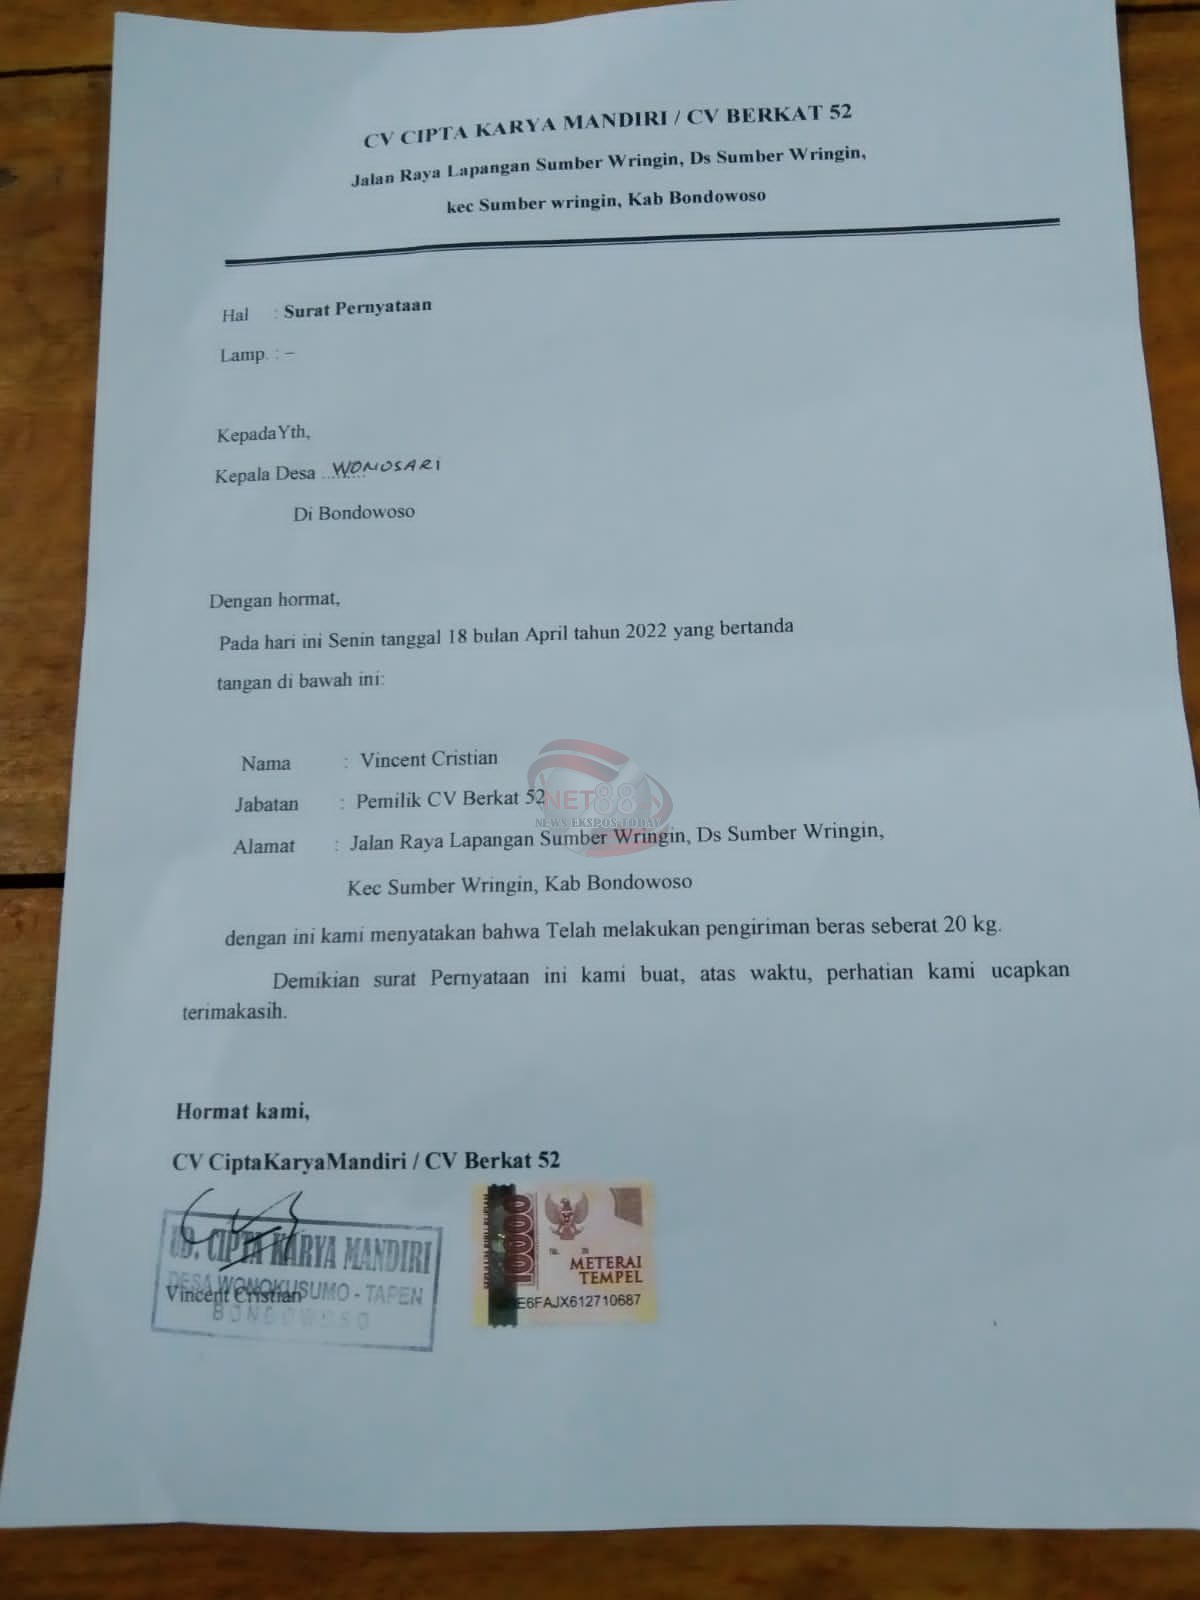 CV CIPTA KARYA MANDIRI / CV BERKAT 52
Jalan Raya Lapangan Sumber Wringin, Ds Sumber Wringin,
kec Sumber wringin, Kab Bondowoso
Hal : Surat Pernyataan
Lamp. : –
KepadaYth,
Kepala Desa .......... WONOSARI
Di Bondowoso
Dengan hormat,
Pada hari ini Senin tanggal 18 bulan April tahun 2022 yang bertanda
tangan di bawah ini:
Nama : Vincent Cristian
Jabatan : Pemilik CV Berkat 52
NET88
NEWS EKSPOS TODAY
Alamat : Jalan Raya Lapangan Sumber Wringin, Ds Sumber Wringin,
Kec Sumber Wringin, Kab Bondowoso
dengan ini kami menyatakan bahwa Telah melakukan pengiriman beras seberat 20 kg.
Demikian surat Pernyataan ini kami buat, atas waktu, perhatian kami ucapkan
terimakasih.
Hormat kami,
CV CiptaKaryaMandiri / CV Berkat 52
UD. CIPTA KARYA MANDIRI
DESA WONOKUSUMO - TAPEN
BONDOWOSO
Vincent Cristian
10000
METERAI
TEMPEL
E6FAJX612710687